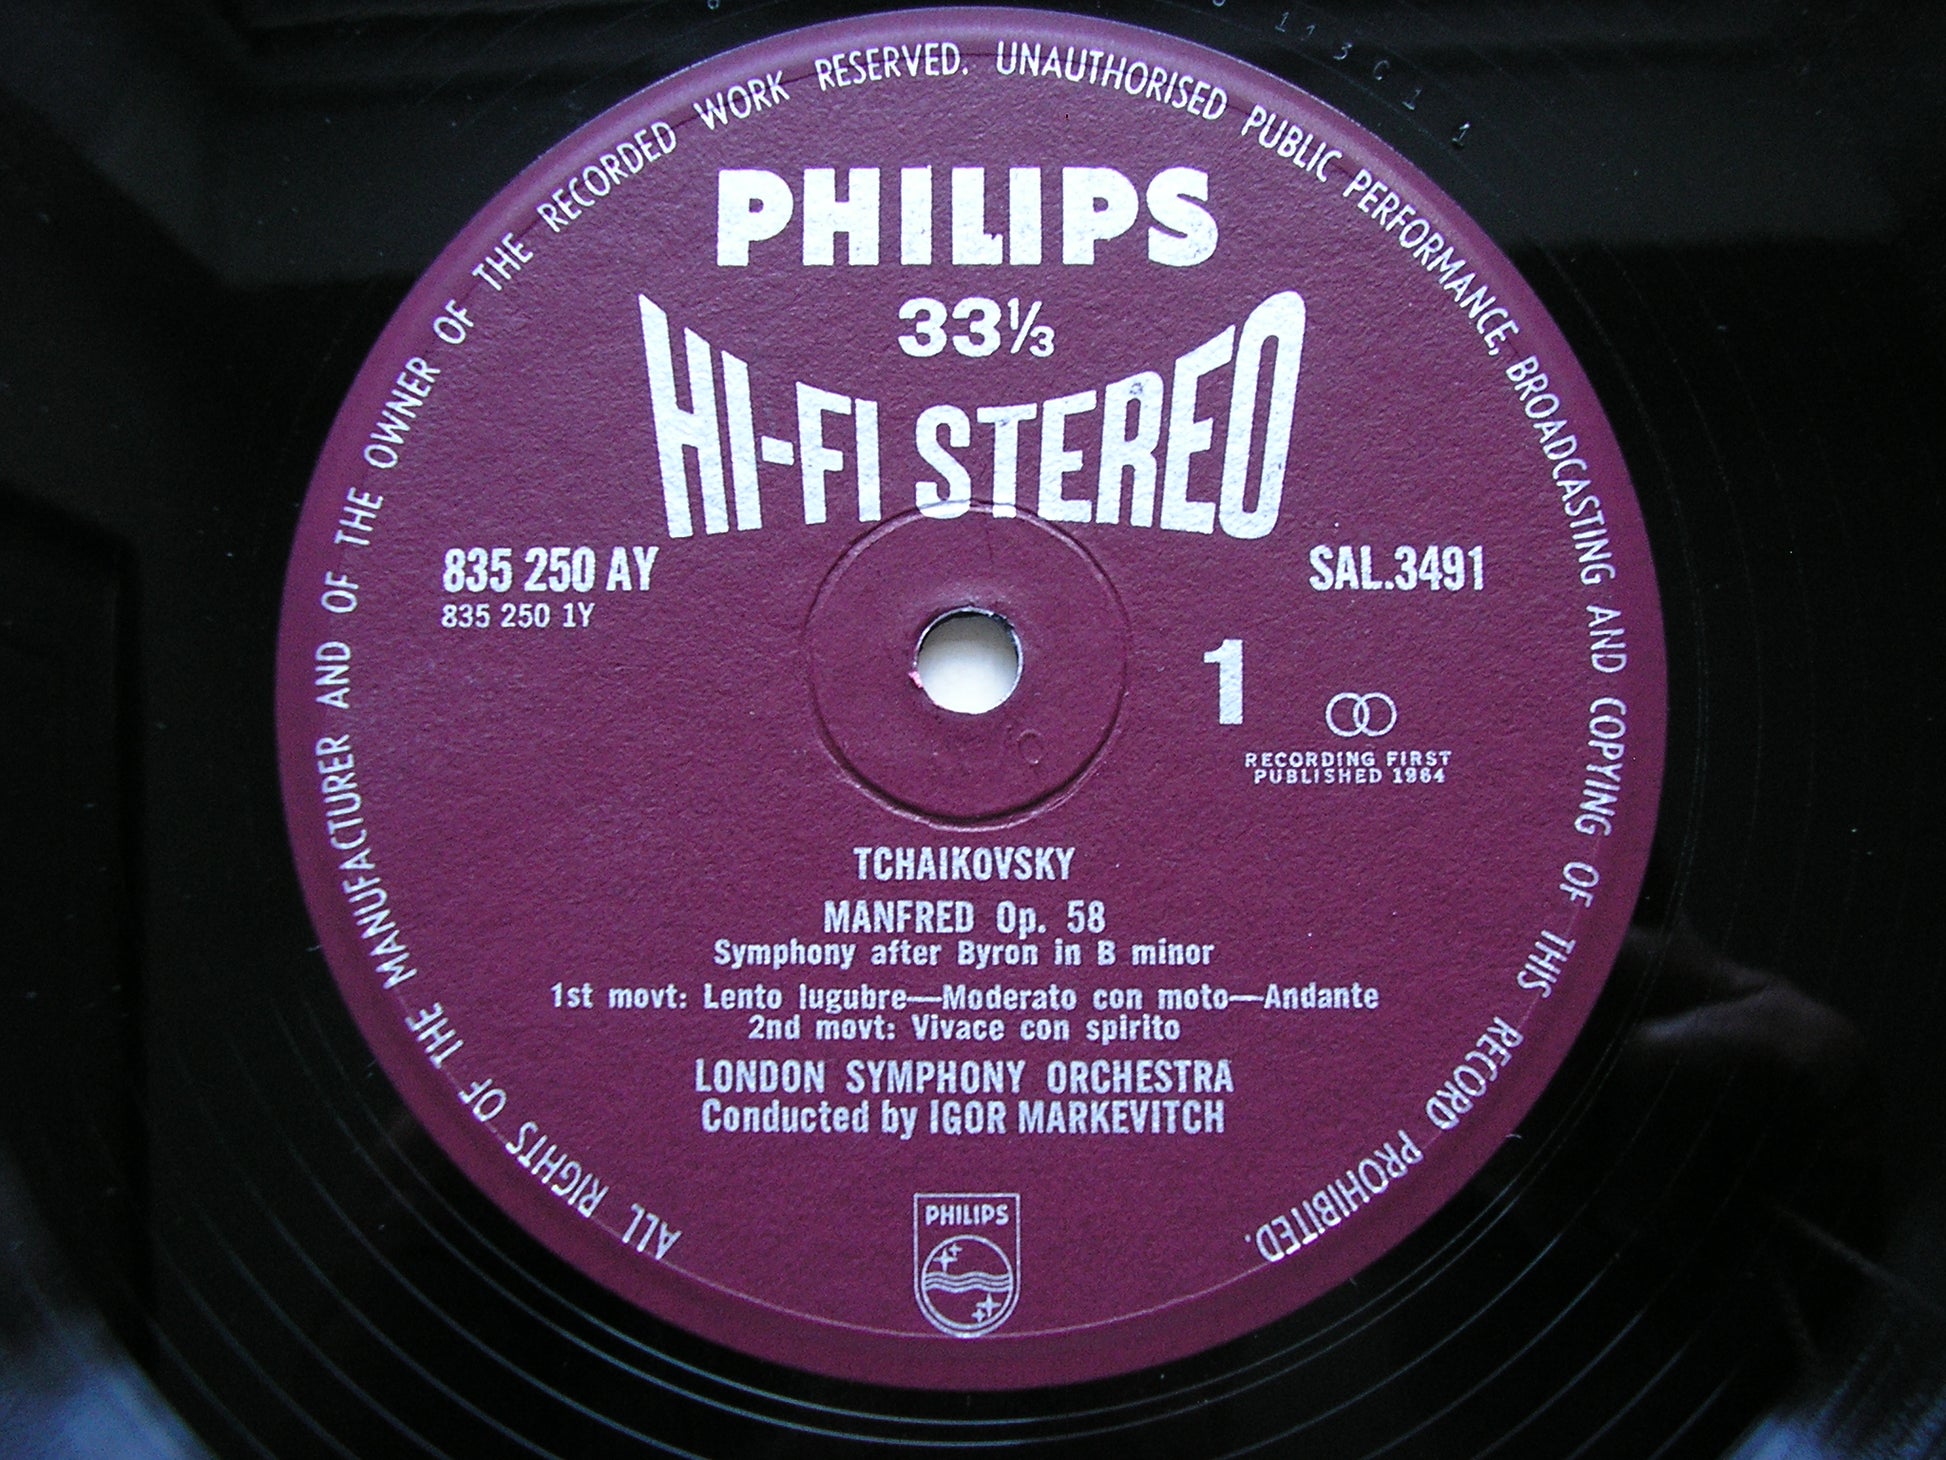 ALL RIGHTS OF THE MANUFACTURER AND OF THE OWNER OF THE RECORDED WORK RESERVED. UNAUTHORISED PUBLIC PERFORMANCE, BROADCASTING AND COPYING OF THIS RECORD PROHIBITED.
PHILIPS
33⅓
HI-FI STEREO
835 250 AY
835 250 1Y
SAL.3491
1
RECORDING FIRST
PUBLISHED 1964
TCHAIKOVSKY
MANFRED Op. 58
Symphony after Byron in B minor
1st movt: Lento lugubre—Moderato con moto—Andante
2nd movt: Vivace con spirito
LONDON SYMPHONY ORCHESTRA
Conducted by IGOR MARKEVITCH
PHILIPS